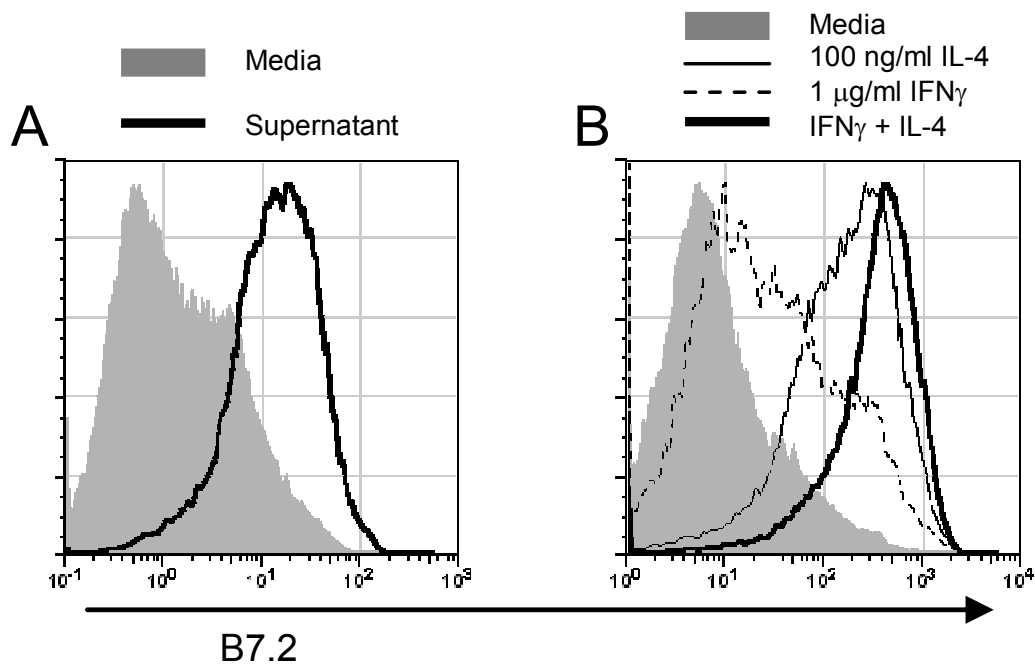 Media
Supernatant
A
10-1 100 101 102 103
Media
100 ng/ml IL-4
1 μg/ml IFNγ
IFNγ + IL-4
B
100 101 102 103 104
B7.2